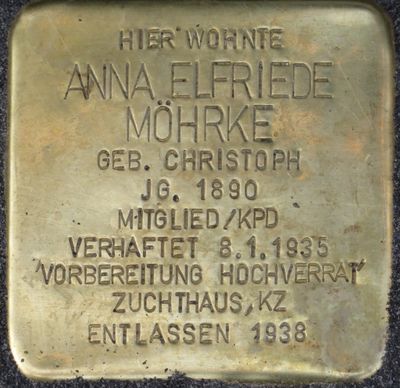 HIER WOHNTE
ANNA ELFRIEDE
MÖHRKE
GEB. CHRISTOPH
JG. 1890
MITGLIED/KPD
VERHAFTET 8.1.1935
'VORBEREITUNG HOCHVERRAT'
ZUCHTHAUS, KZ
ENTLASSEN 1938